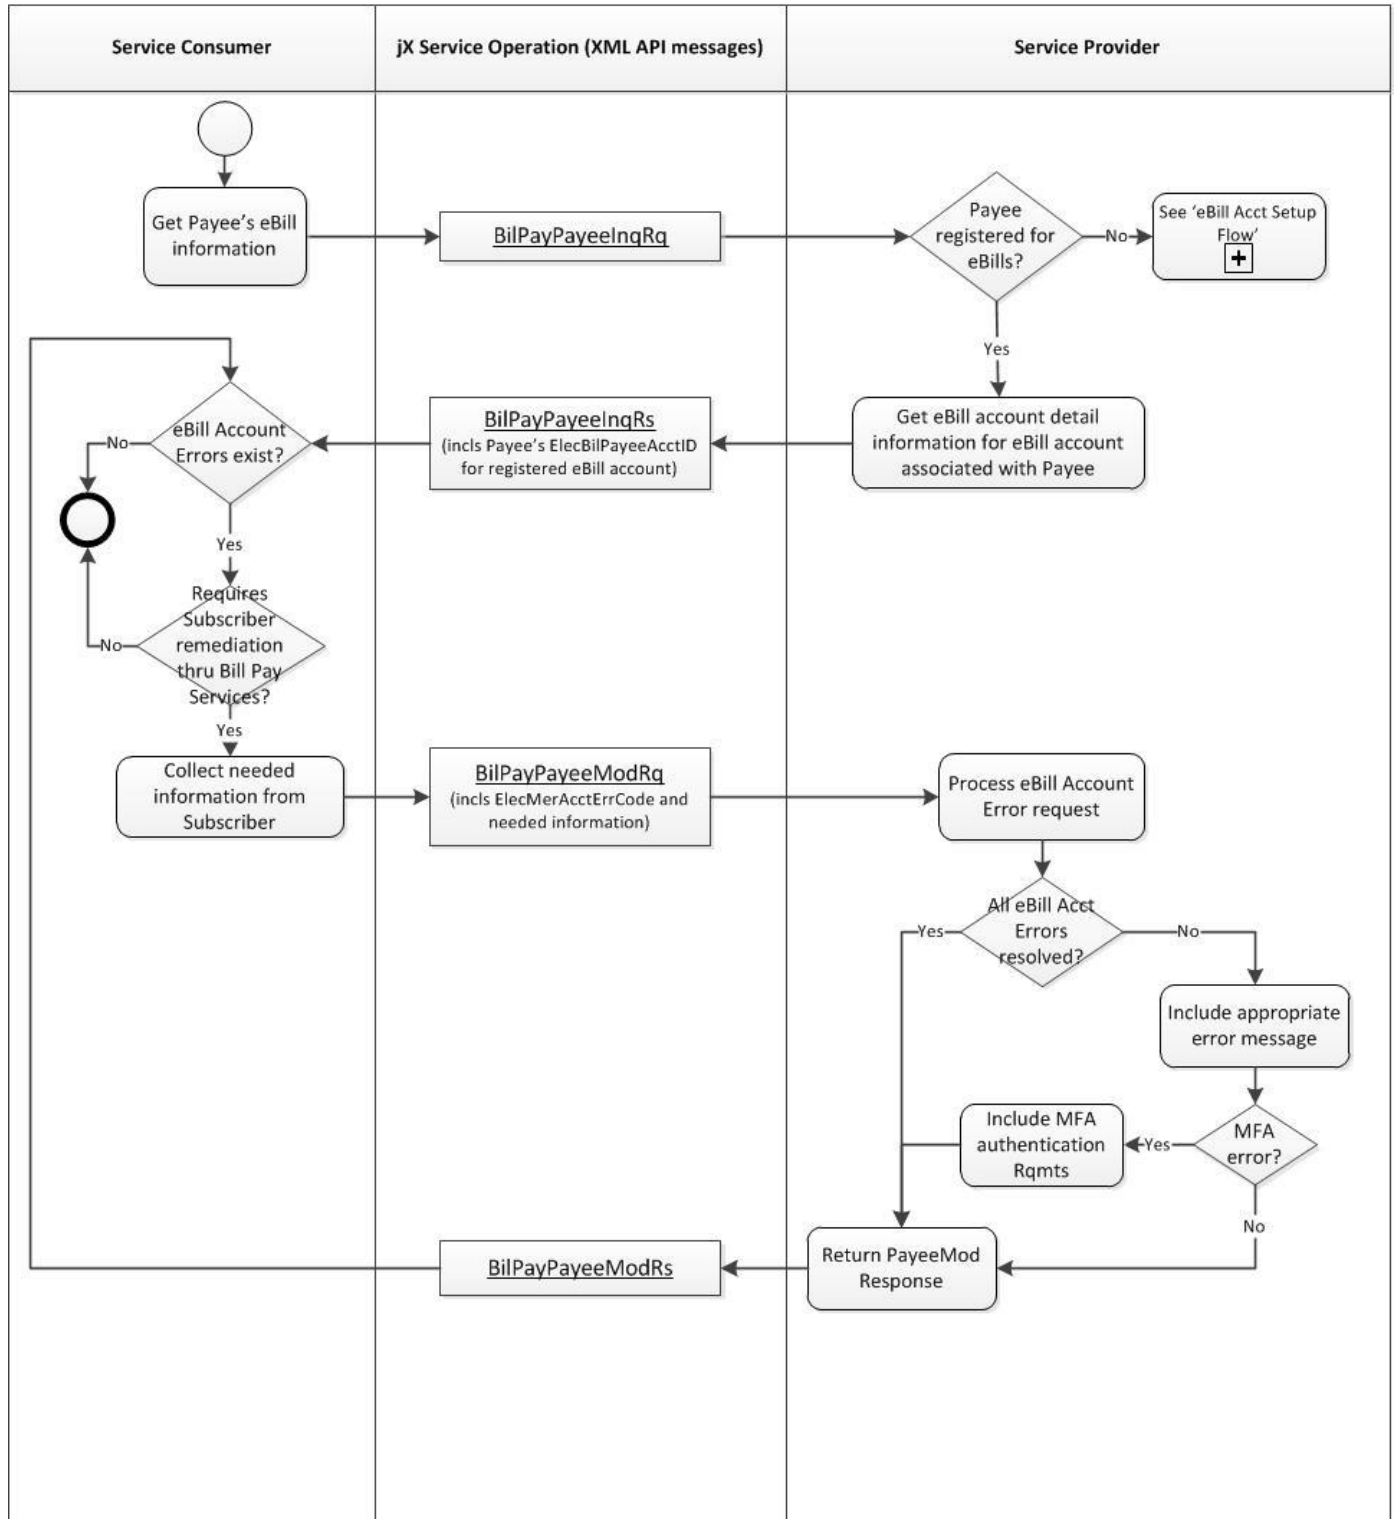 Service Consumer
jX Service Operation (XML API messages)
Service Provider
Get Payee's eBill
information
BilPayPayeeInqRq
Payee
registered for
eBills?
No
See 'eBill Acct Setup
Flow'
Yes
eBill Account
Errors exist?
No
BilPayPayeeInqRs
(incls Payee's ElecBilPayeeAcctID
for registered eBill account)
Get eBill account detail
information for eBill account
associated with Payee
Yes
Requires
Subscriber
remediation
thru Bill Pay
Services?
No
Yes
Collect needed
information from
Subscriber
BilPayPayeeModRq
(incls ElecMerAcctErrCode and
needed information)
Process eBill Account
Error request
All eBill Acct
Errors
resolved?
Yes
No
Include appropriate
error message
MFA
error?
Yes
Include MFA
authentication
Rqmts
No
Return PayeeMod
Response
BilPayPayeeModRs